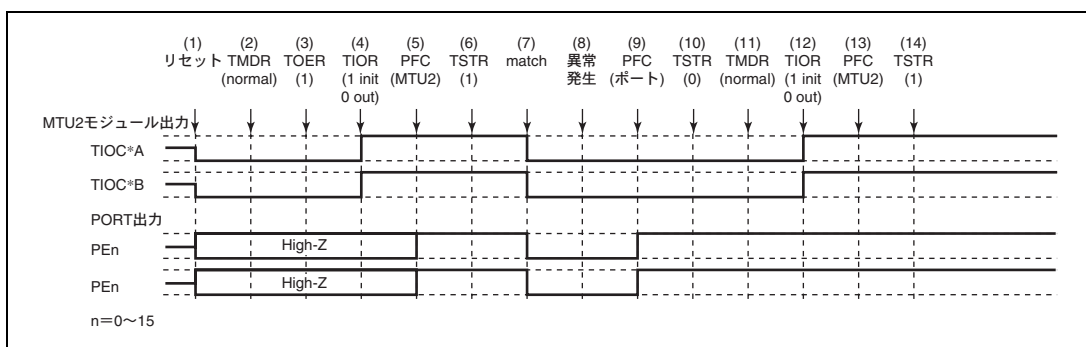 (1) (2) (3) (4) (5) (6) (7) (8) (9) (10) (11) (12) (13) (14)
リセット TMDR TOER TIOR PFC TSTR match 異常 PFC TSTR TMDR TIOR PFC TSTR
(normal) (1) (1 init (MTU2) (1) 発生 (ポート) (0) (normal) (1 init (MTU2) (1)
0 out) 0 out)
MTU2モジュール出力
TIOC*A
TIOC*B
PORT出力
PEn High-Z
PEn High-Z
n=0〜15